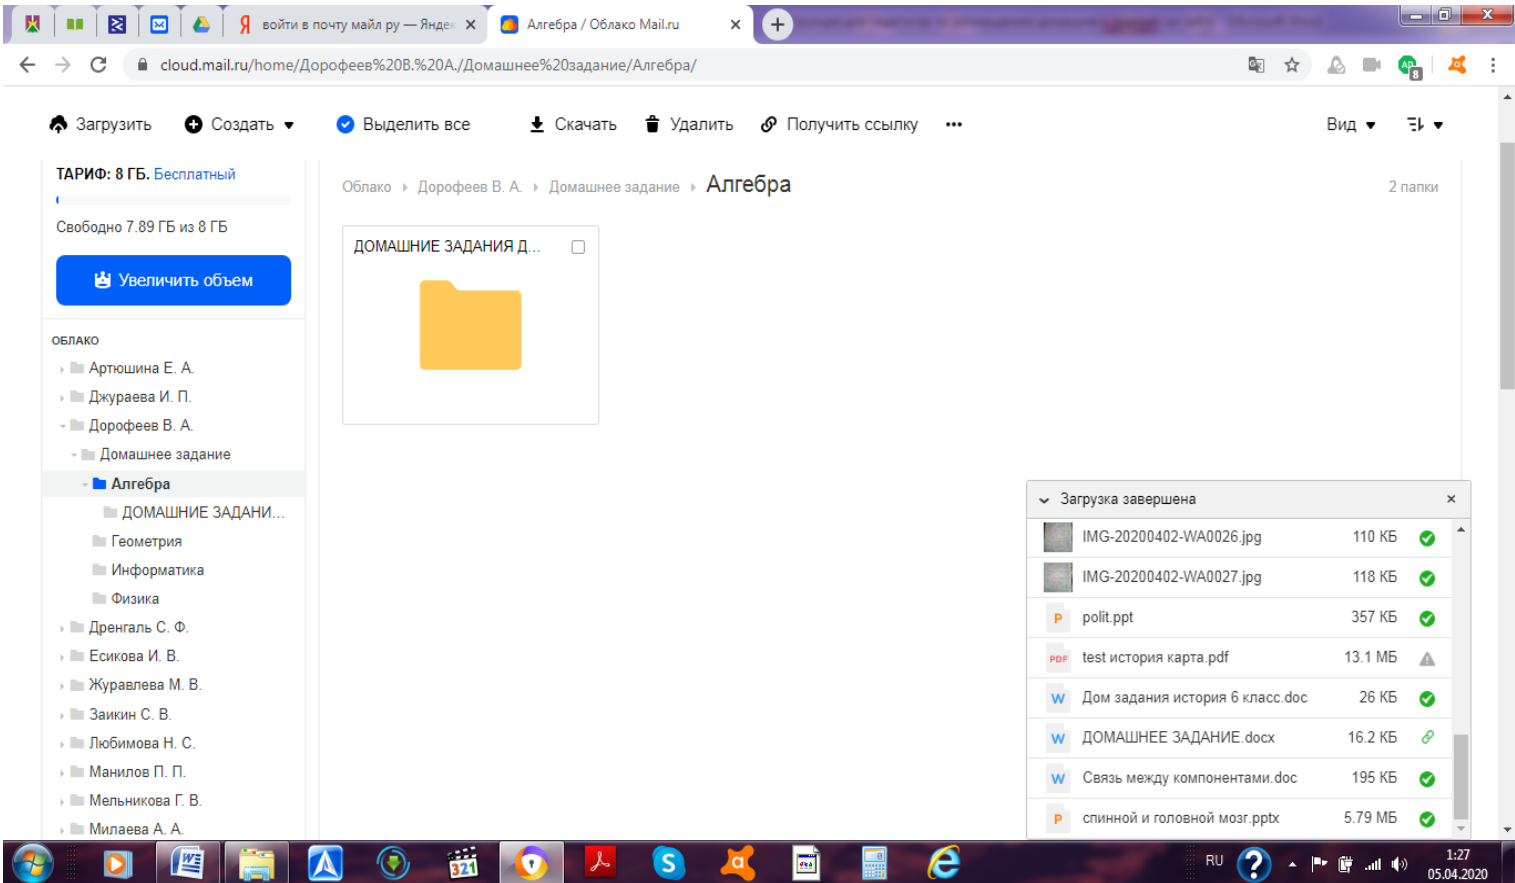 войти в почту майл ру — Яндекс
Алгебра / Облако Mail.ru
cloud.mail.ru/home/Дорофеев%20В.%20А./Домашнее%20задание/Алгебра/
Загрузить
Создать
Выделить все
Скачать
Удалить
Получить ссылку
Вид
ТАРИФ: 8 ГБ. Бесплатный
Свободно 7.89 ГБ из 8 ГБ
Увеличить объем
Облако
Дорофеев В. А.
Домашнее задание
Алгебра
2 папки
ДОМАШНИЕ ЗАДАНИЯ Д...
ОБЛАКО
Артюшина Е. А.
Джураева И. П.
Дорофеев В. А.
Домашнее задание
Алгебра
ДОМАШНИЕ ЗАДАНИ...
Геометрия
Информатика
Физика
Дренгаль С. Ф.
Есикова И. В.
Журавлева М. В.
Заикин С. В.
Любимова Н. С.
Манилов П. П.
Мельникова Г. В.
Милаева А. А.
Загрузка завершена
IMG-20200402-WA0026.jpg 110 КБ
IMG-20200402-WA0027.jpg 118 КБ
P polit.ppt 357 КБ
PDF test история карта.pdf 13.1 МБ
W Дом задания история 6 класс.doc 26 КБ
W ДОМАШНЕЕ ЗАДАНИЕ.docx 16.2 КБ
W Связь между компонентами.doc 195 КБ
P спинной и головной мозг.pptx 5.79 МБ
321
RU
1:27
05.04.2020